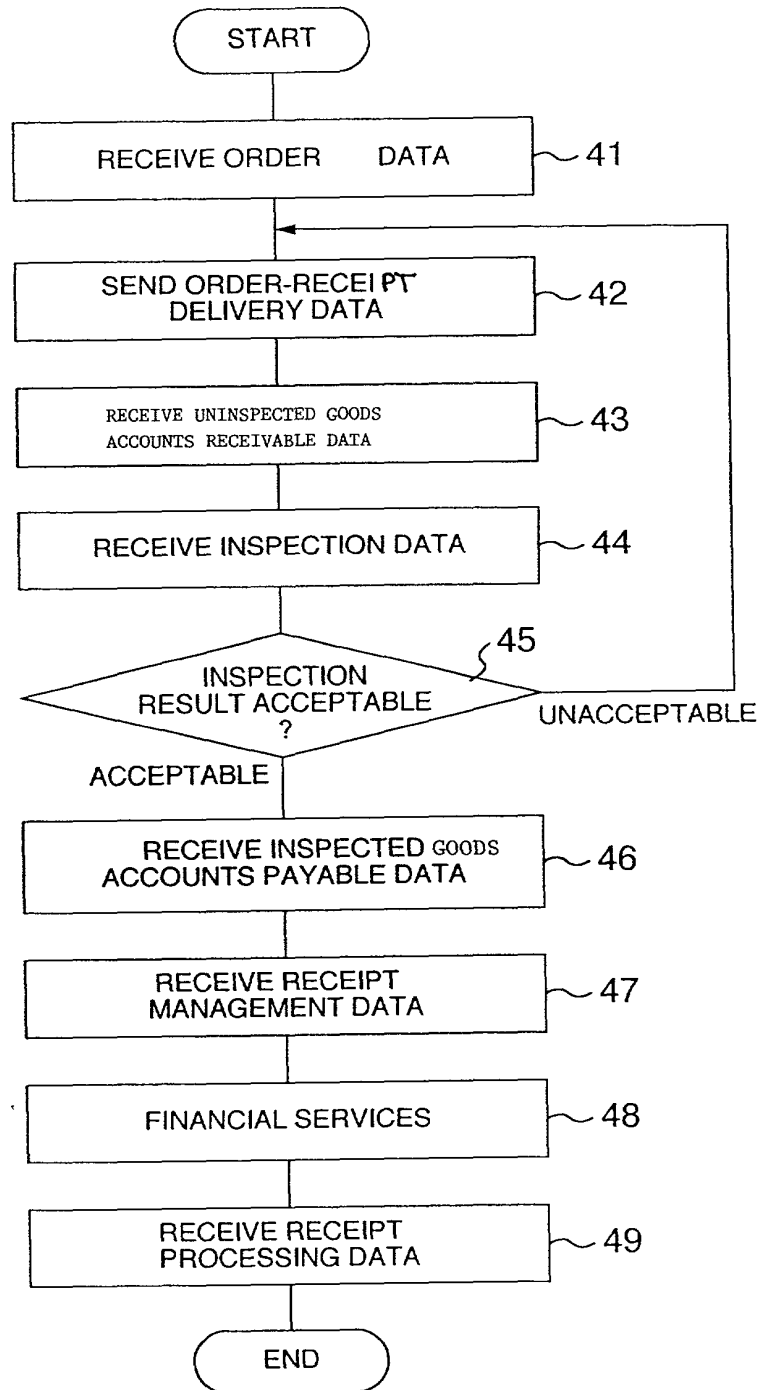 START
RECEIVE ORDER DATA
41
SEND ORDER-RECEIPT
DELIVERY DATA
42
RECEIVE UNINSPECTED GOODS
ACCOUNTS RECEIVABLE DATA
43
RECEIVE INSPECTION DATA
44
45
INSPECTION
RESULT ACCEPTABLE
?
UNACCEPTABLE
ACCEPTABLE
RECEIVE INSPECTED GOODS
ACCOUNTS PAYABLE DATA
46
RECEIVE RECEIPT
MANAGEMENT DATA
47
FINANCIAL SERVICES
48
RECEIVE RECEIPT
PROCESSING DATA
49
END